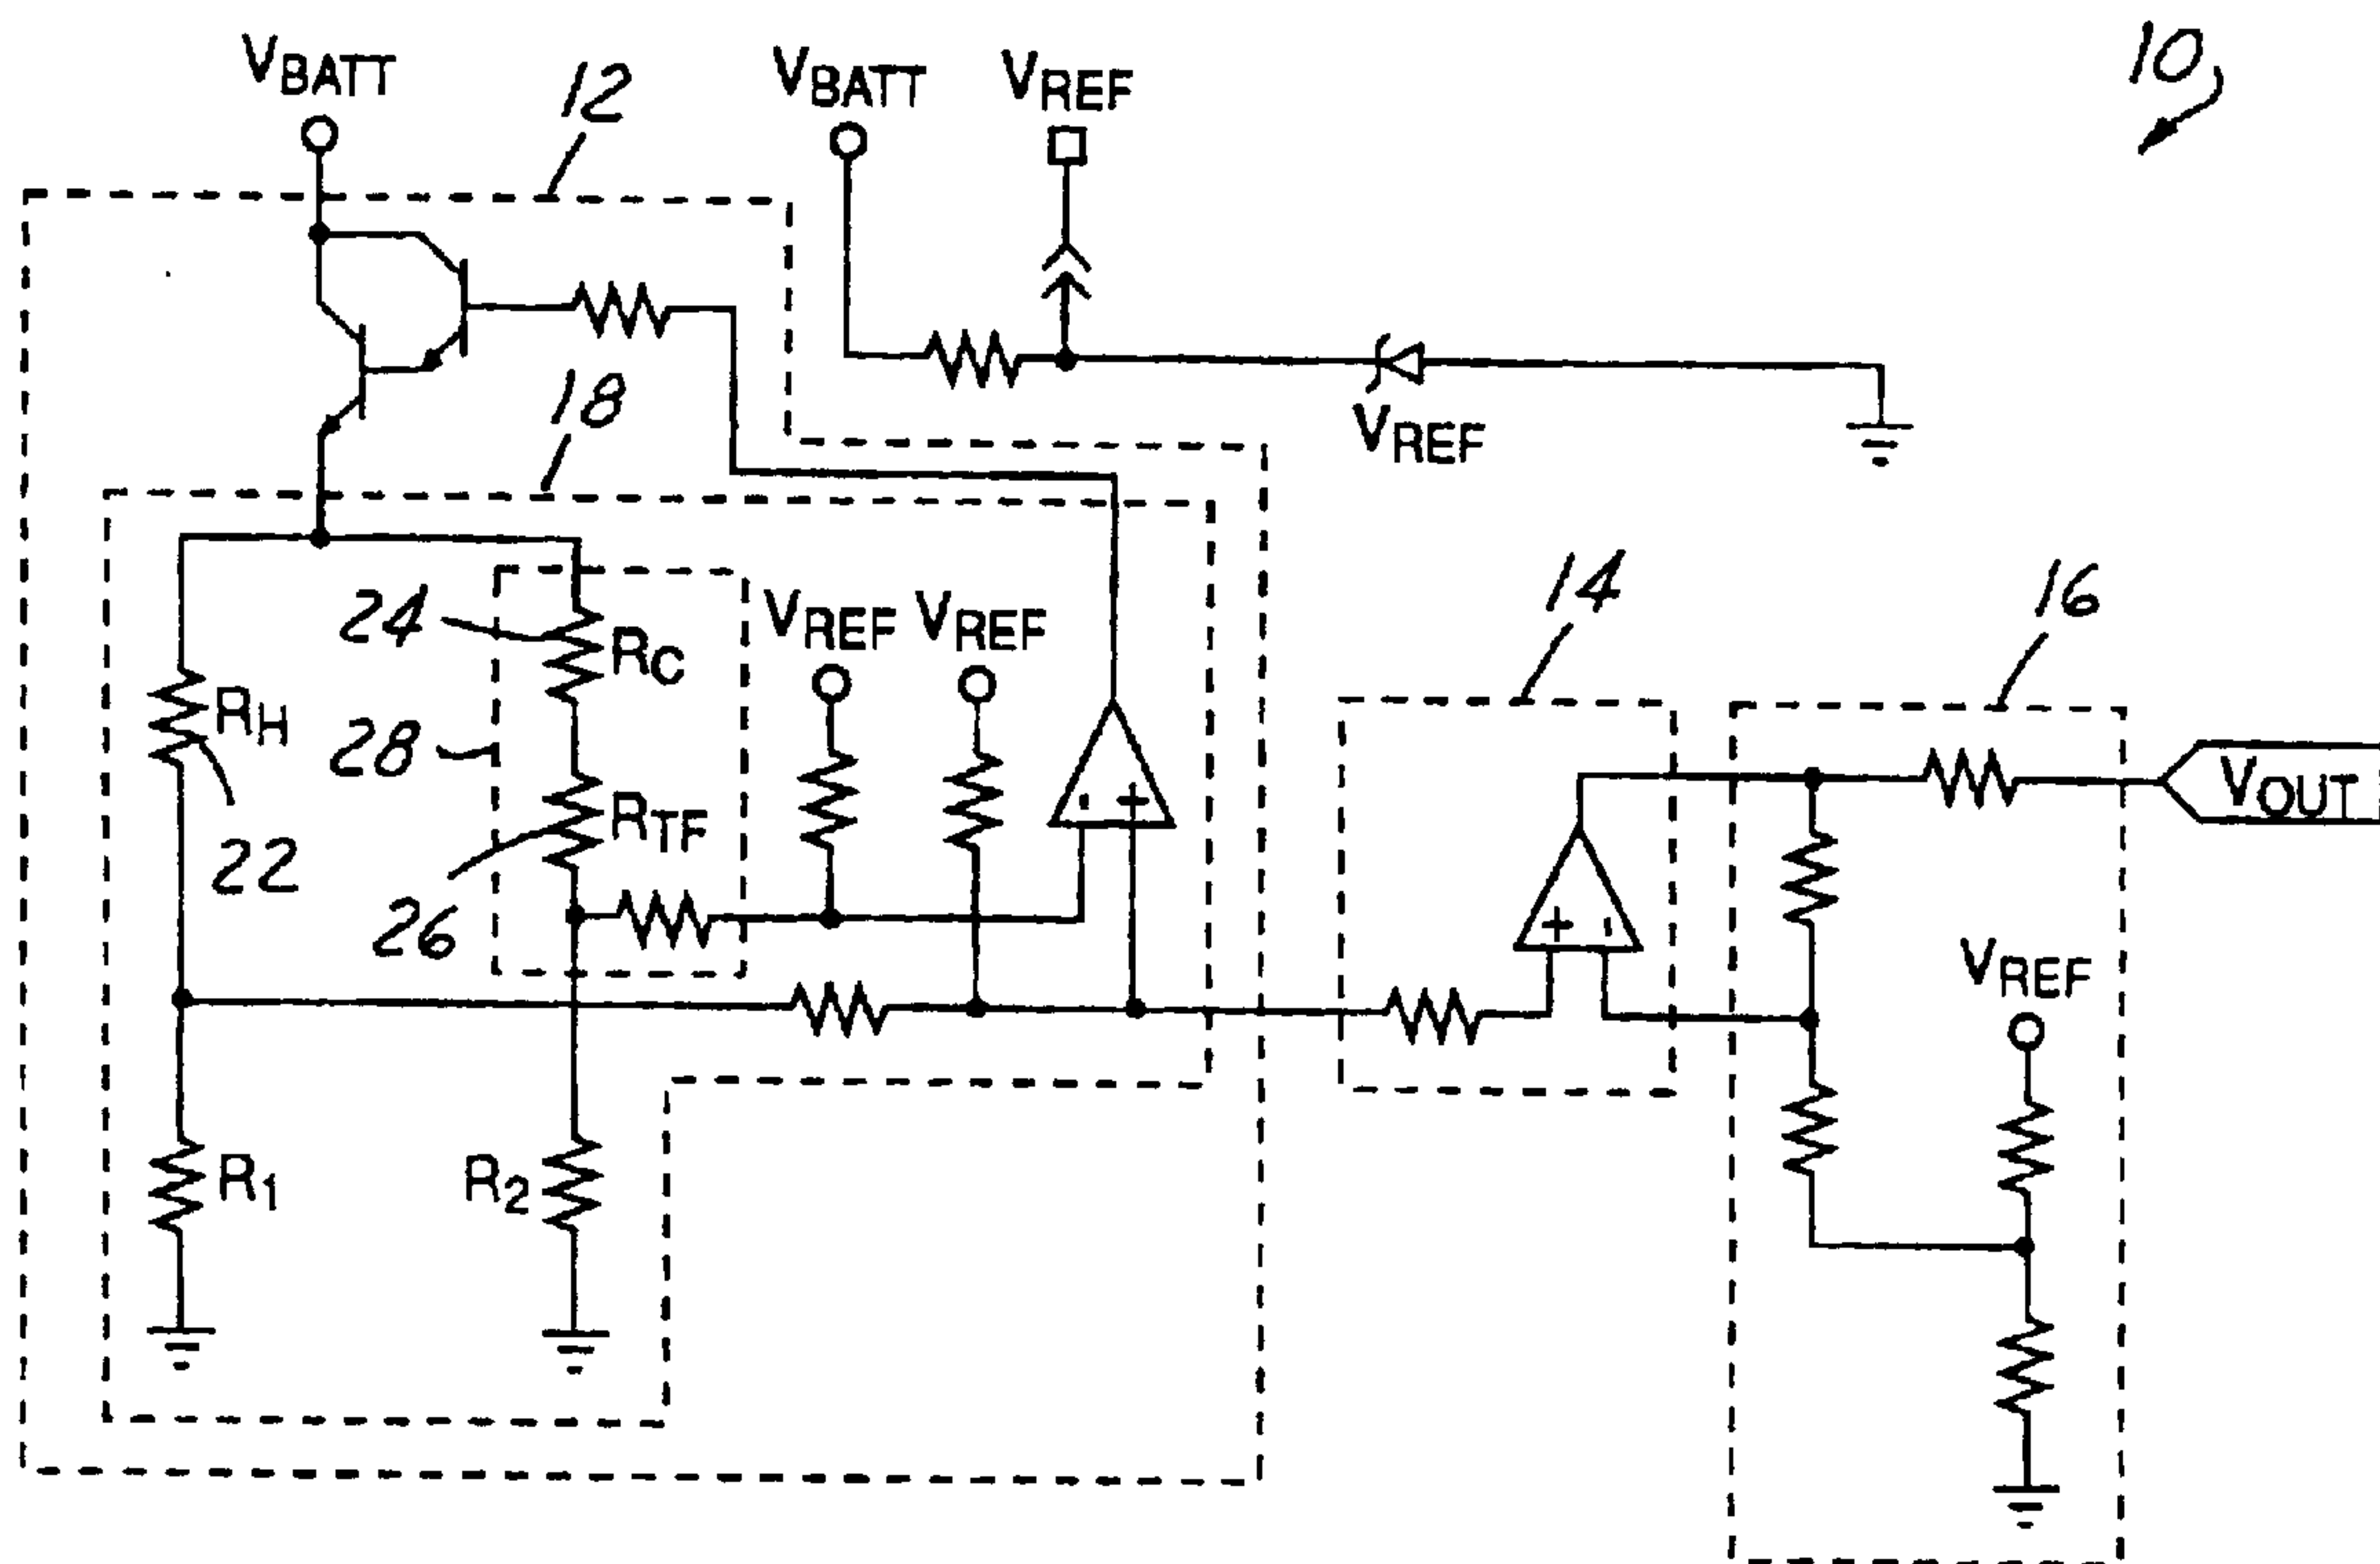 10
VBATT
12
VBATT
VREF
18
VREF
14
16
24
RC
VREF
VREF
RH
28
RTF
VOUT
22
26
- +
+ -
VREF
R1
R2